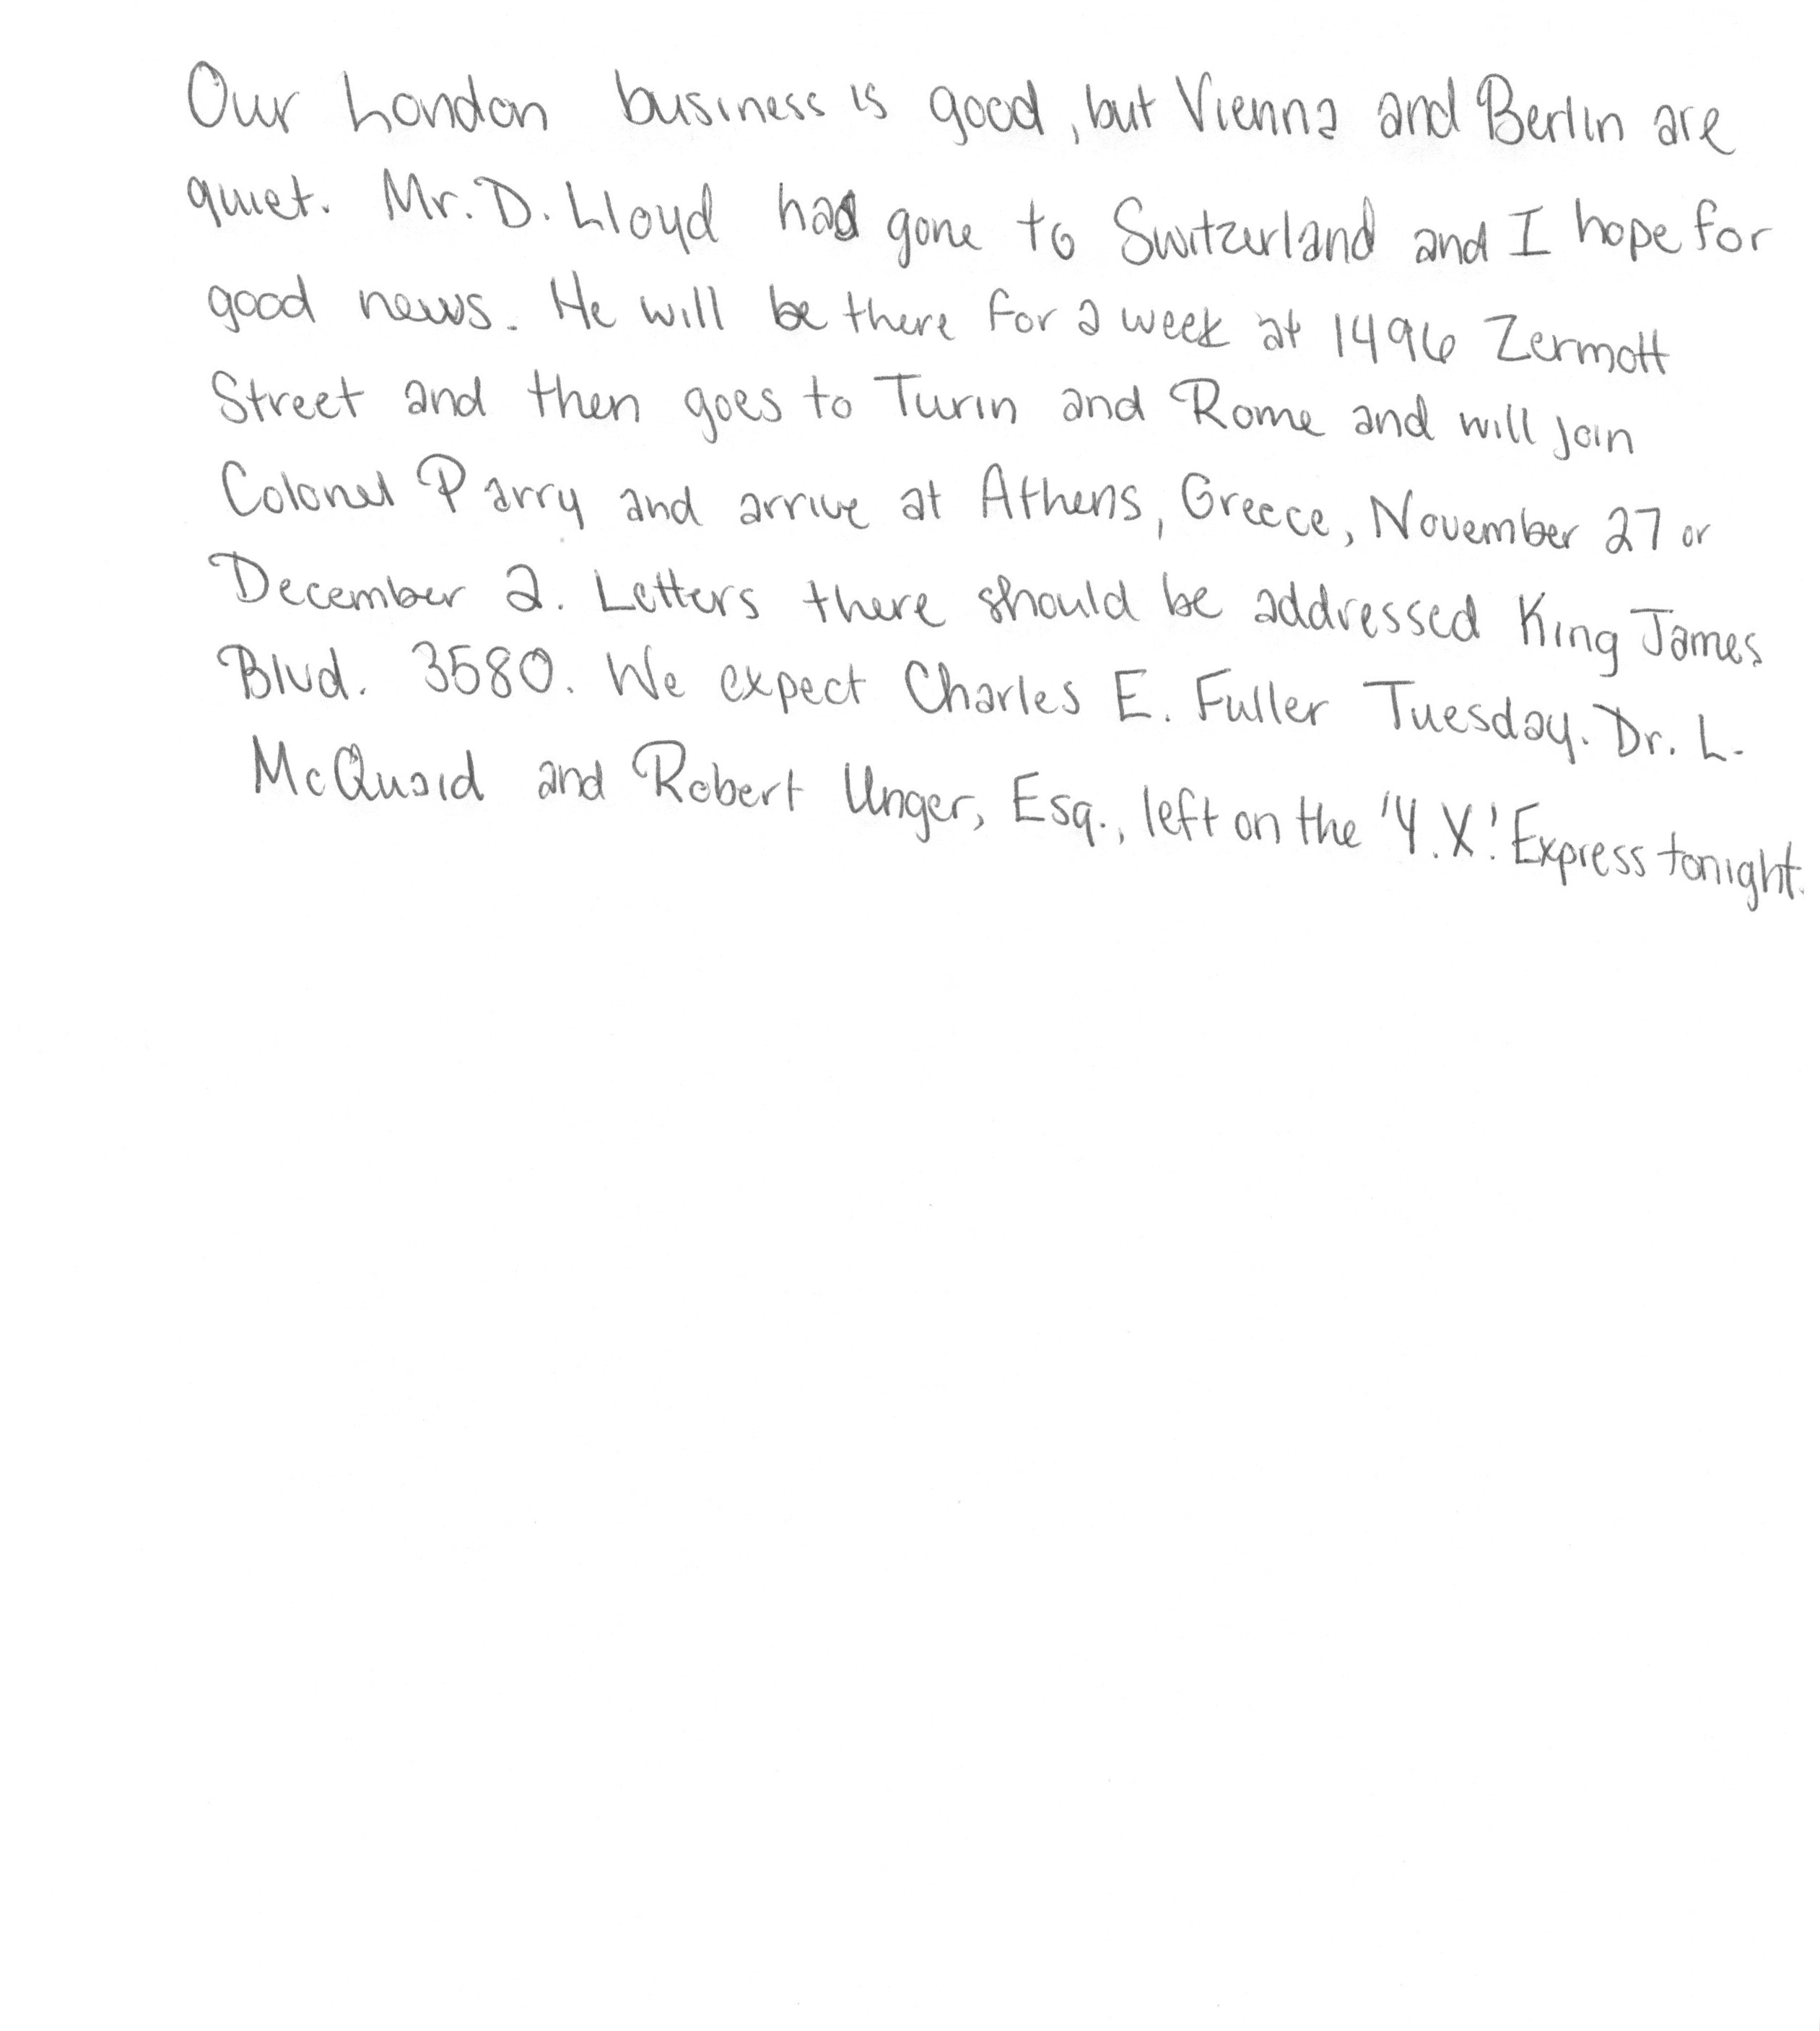 Our London business is good, but Vienna and Berlin are
quiet. Mr. D. Lloyd had gone to Switzerland and I hope for
good news. He will be there for a week at 1496 Zermott
Street and then goes to Turin and Rome and will join
Colonel Parry and arrive at Athens, Greece, November 27 or
December 2. Letters there should be addressed King James
Blvd. 3580. We expect Charles E. Fuller Tuesday. Dr. L.
McQuaid and Robert Unger, Esq., left on the 'Y.X.' Express tonight.